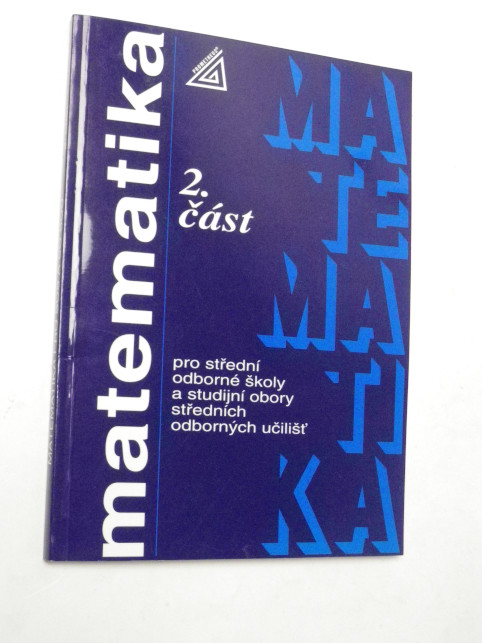 matematika
PROMETHEUS
2.
část
pro střední
odborné školy
a studijní obory
středních
odborných učilišť
MA
TE
MA
TI
KA